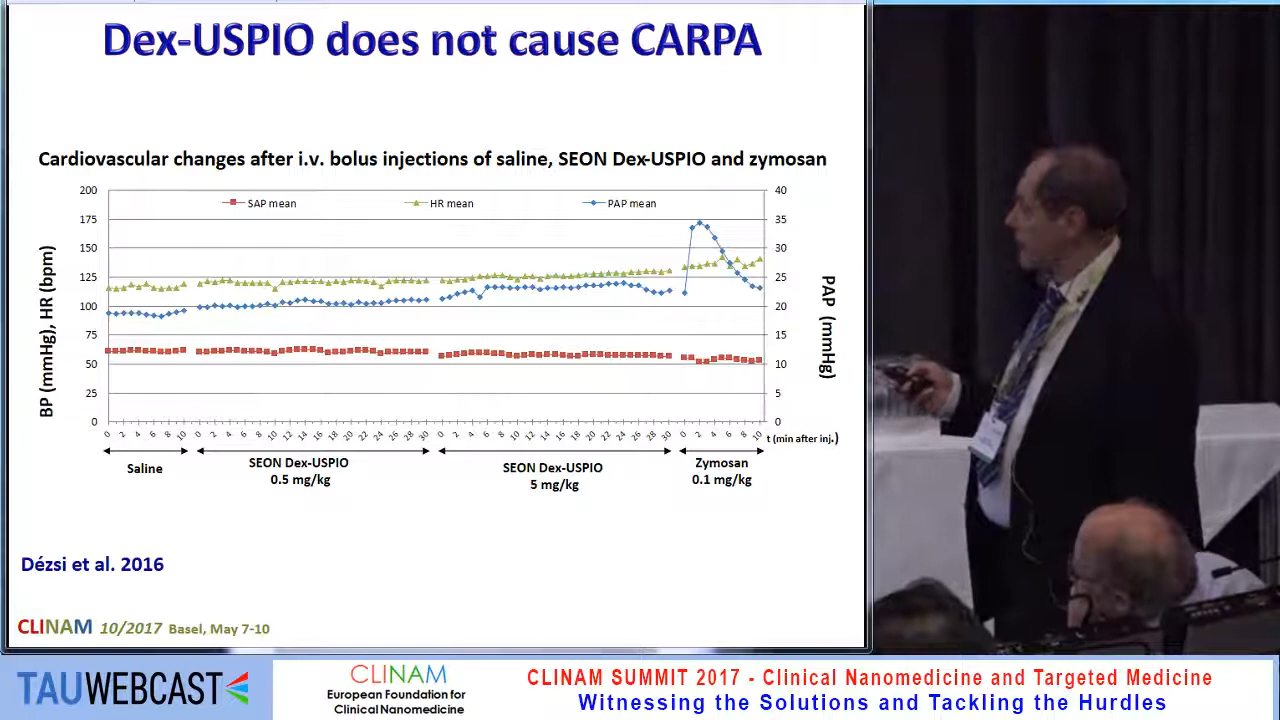 Dex-USPIO does not cause CARPA
Cardiovascular changes after i.v. bolus injections of saline, SEON Dex-USPIO and zymosan
SAP mean
HR mean
PAP mean
200
175
150
125
100
75
50
25
0
BP (mmHg), HR (bpm)
40
35
30
25
20
15
10
5
0
PAP (mmHg)
0 2 4 6 8 10 0 2 4 6 8 10 12 14 16 18 20 22 24 26 28 30 0 2 4 6 8 10 12 14 16 18 20 22 24 26 28 30 0 2 4 6 8 10 t (min after inj.)
Saline
SEON Dex-USPIO
0.5 mg/kg
SEON Dex-USPIO
5 mg/kg
Zymosan
0.1 mg/kg
Dézsi et al. 2016
CLINAM 10/2017 Basel, May 7-10
TAUWEBCAST
CLINAM
European Foundation for
Clinical Nanomedicine
CLINAM SUMMIT 2017 - Clinical Nanomedicine and Targeted Medicine
Witnessing the Solutions and Tackling the Hurdles